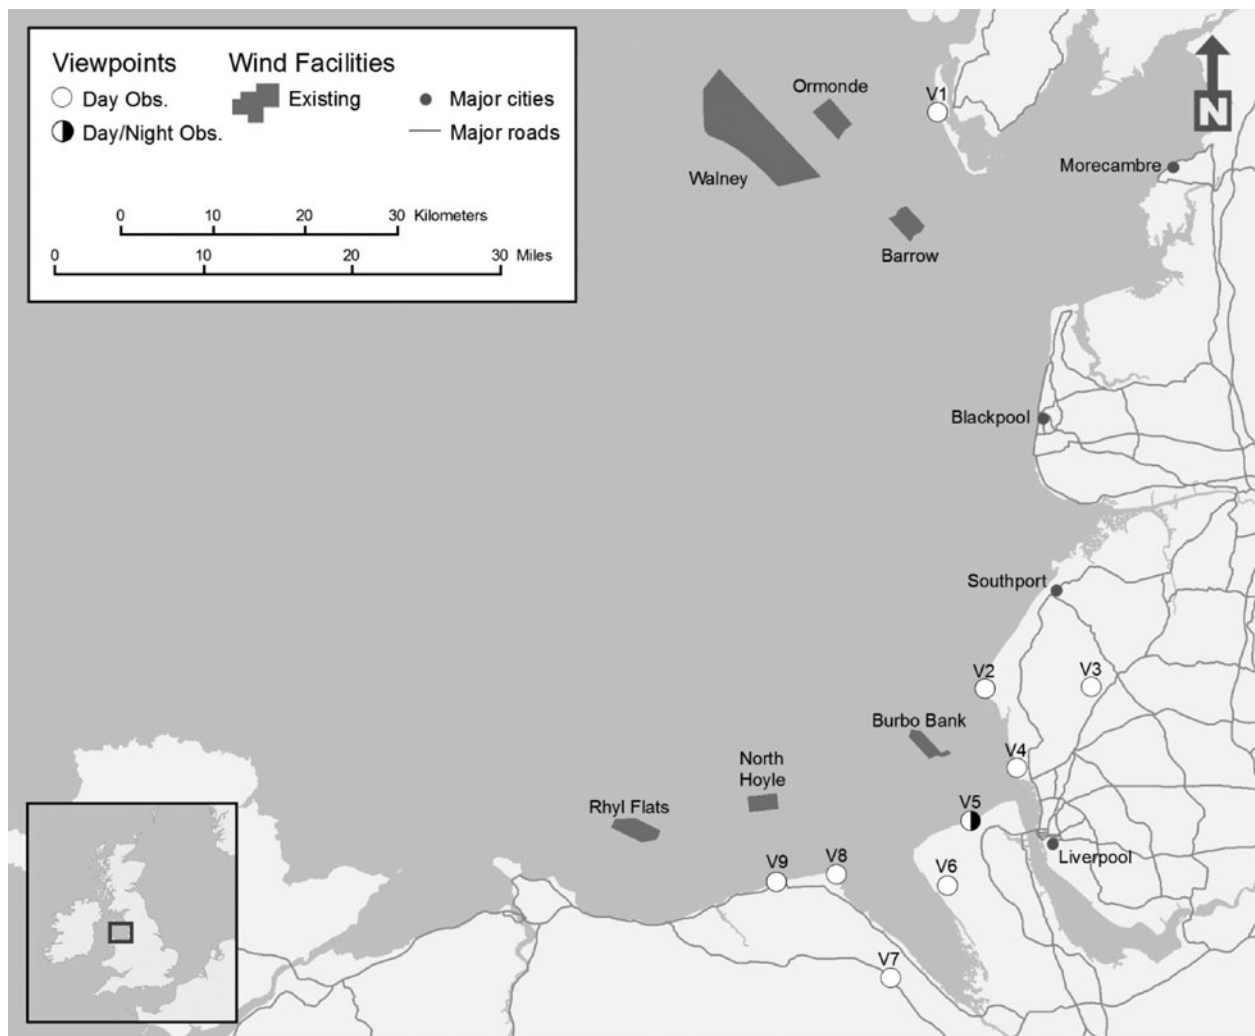 Viewpoints
Day Obs.
Day/Night Obs.
Wind Facilities
Existing
Major cities
Major roads
0 10 20 30 Kilometers
0 10 20 30 Miles
N
Ormonde
V1
Walney
Morecambre
Barrow
Blackpool
Southport
V2
V3
Burbo Bank
V4
North
Hoyle
Rhyl Flats
V5
Liverpool
V9
V8
V6
V7